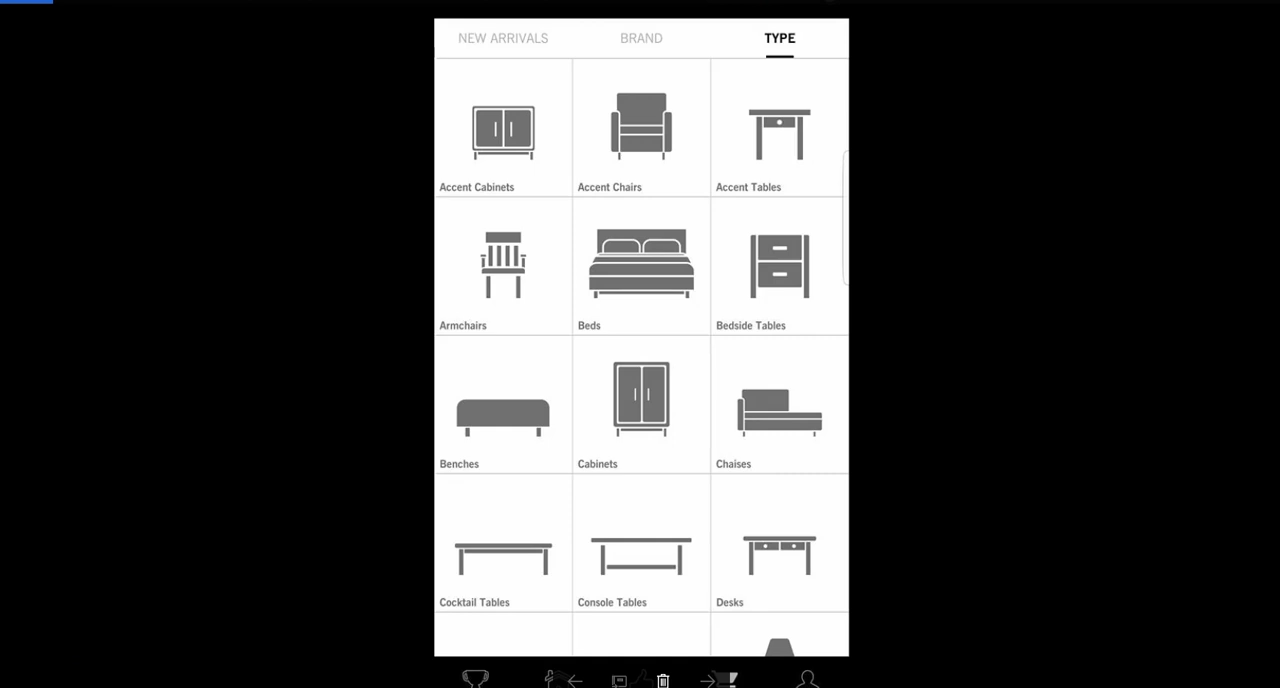 NEW ARRIVALS BRAND TYPE
Accent Cabinets Accent Chairs Accent Tables
Armchairs Beds Bedside Tables
Benches Cabinets Chaises
Cocktail Tables Console Tables Desks